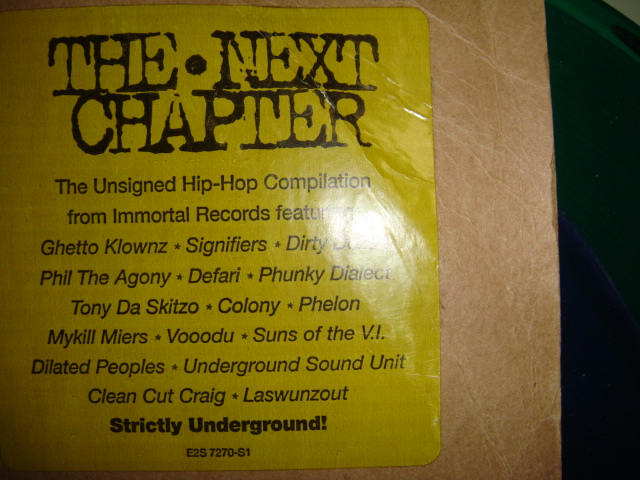 THE • NEXT
CHAPTER
The Unsigned Hip-Hop Compilation
from Immortal Records
Ghetto Klownz ★ Signifiers ★ Dirty
Phil The Agony ★ Defari ★ Phunky Dialect
Tony Da Skitzo ★ Colony ★ Phelon
Mykill Miers ★ Vooodu ★ Suns of the V.I.
Dilated Peoples ★ Underground Sound Unit
Clean Cut Craig ★ Laswunzout
Strictly Underground!
E2S 7270-S1